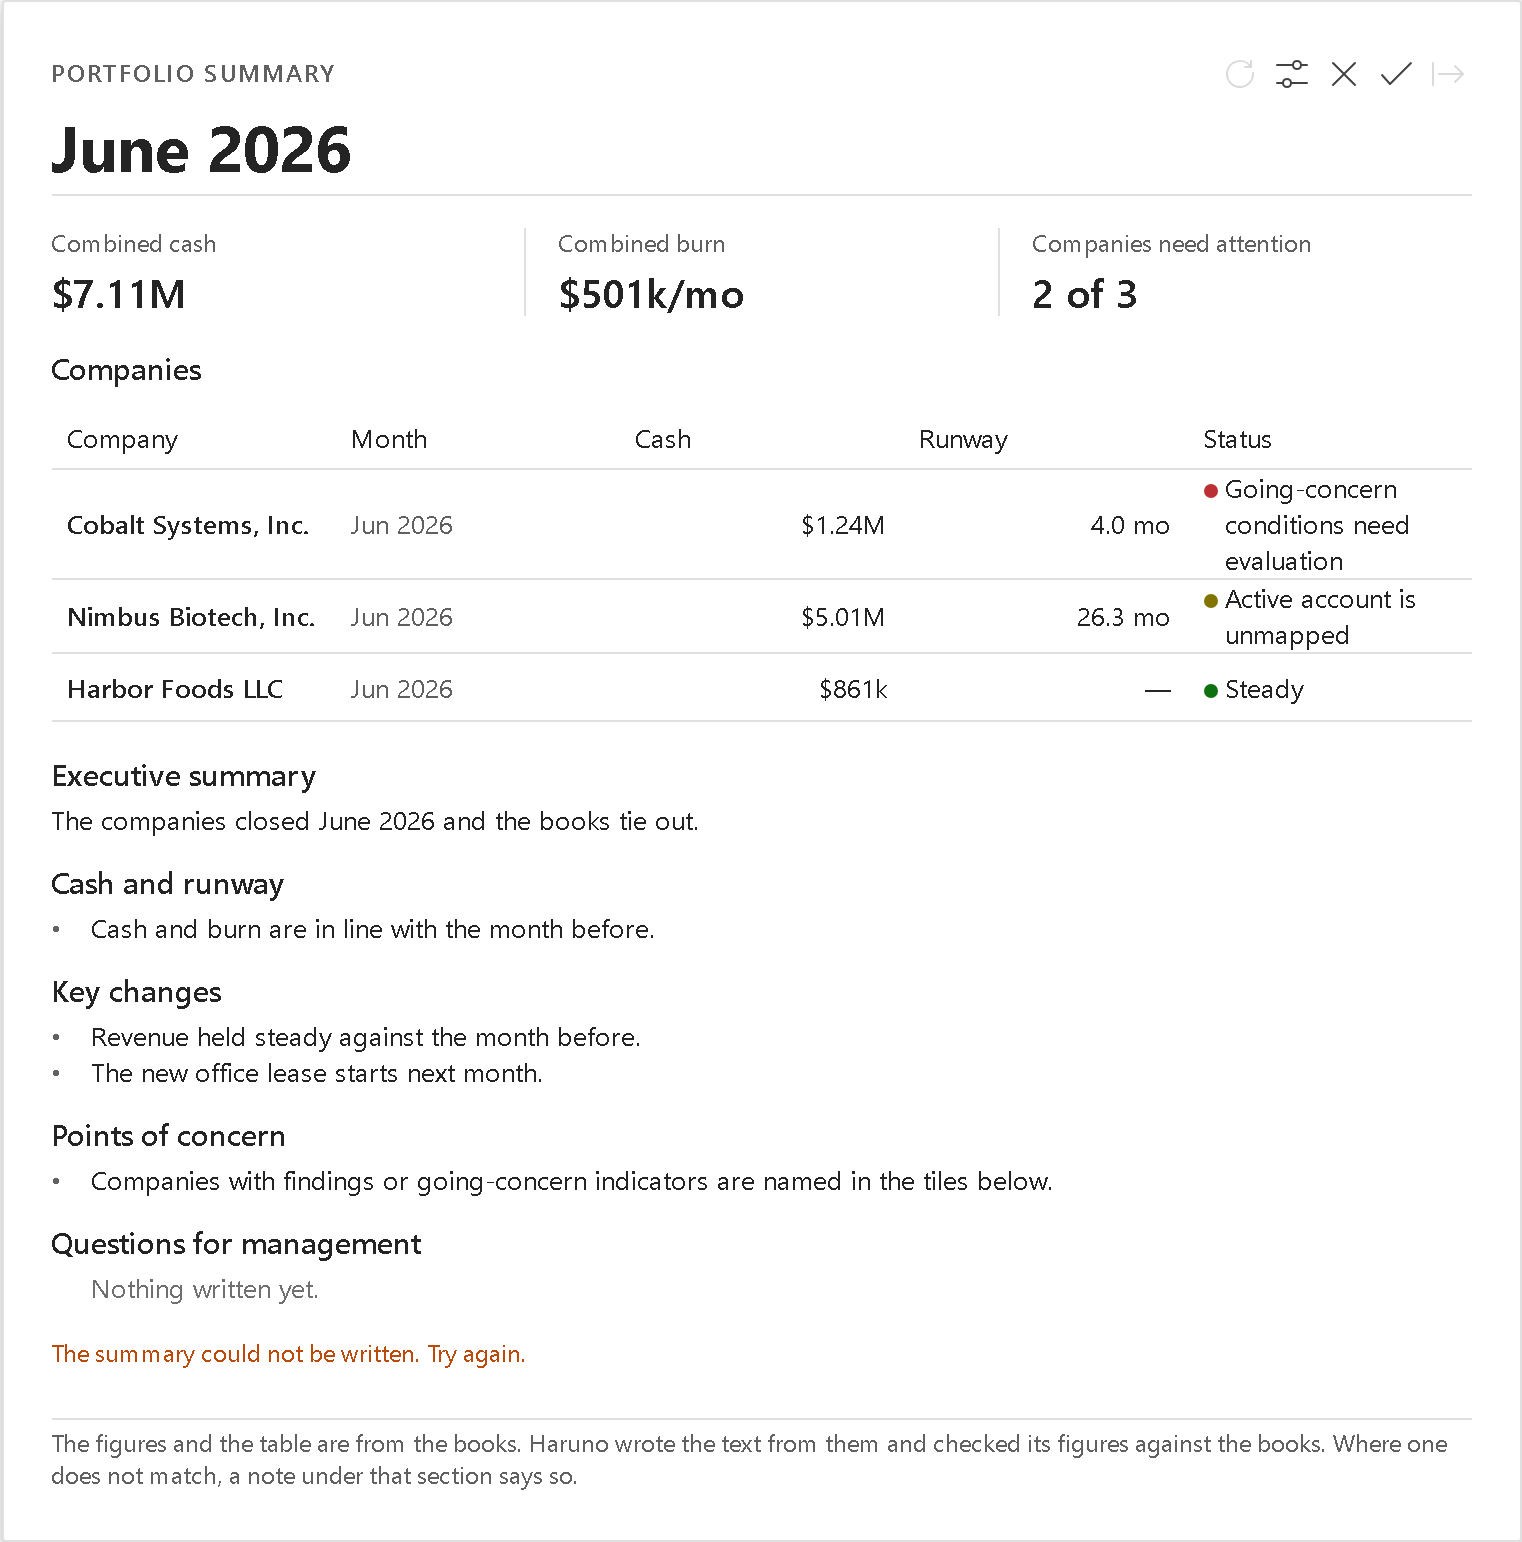 PORTFOLIO SUMMARY
June 2026
Combined cash
$7.11M
Combined burn
$501k/mo
Companies need attention
2 of 3
Companies
Company Month Cash Runway Status
Cobalt Systems, Inc. Jun 2026 $1.24M 4.0 mo Going-concern
conditions need
evaluation
Nimbus Biotech, Inc. Jun 2026 $5.01M 26.3 mo Active account is
unmapped
Harbor Foods LLC Jun 2026 $861k — Steady
Executive summary
The companies closed June 2026 and the books tie out.
Cash and runway
• Cash and burn are in line with the month before.
Key changes
• Revenue held steady against the month before.
• The new office lease starts next month.
Points of concern
• Companies with findings or going-concern indicators are named in the tiles below.
Questions for management
Nothing written yet.
The summary could not be written. Try again.
The figures and the table are from the books. Haruno wrote the text from them and checked its figures against the books. Where one
does not match, a note under that section says so.